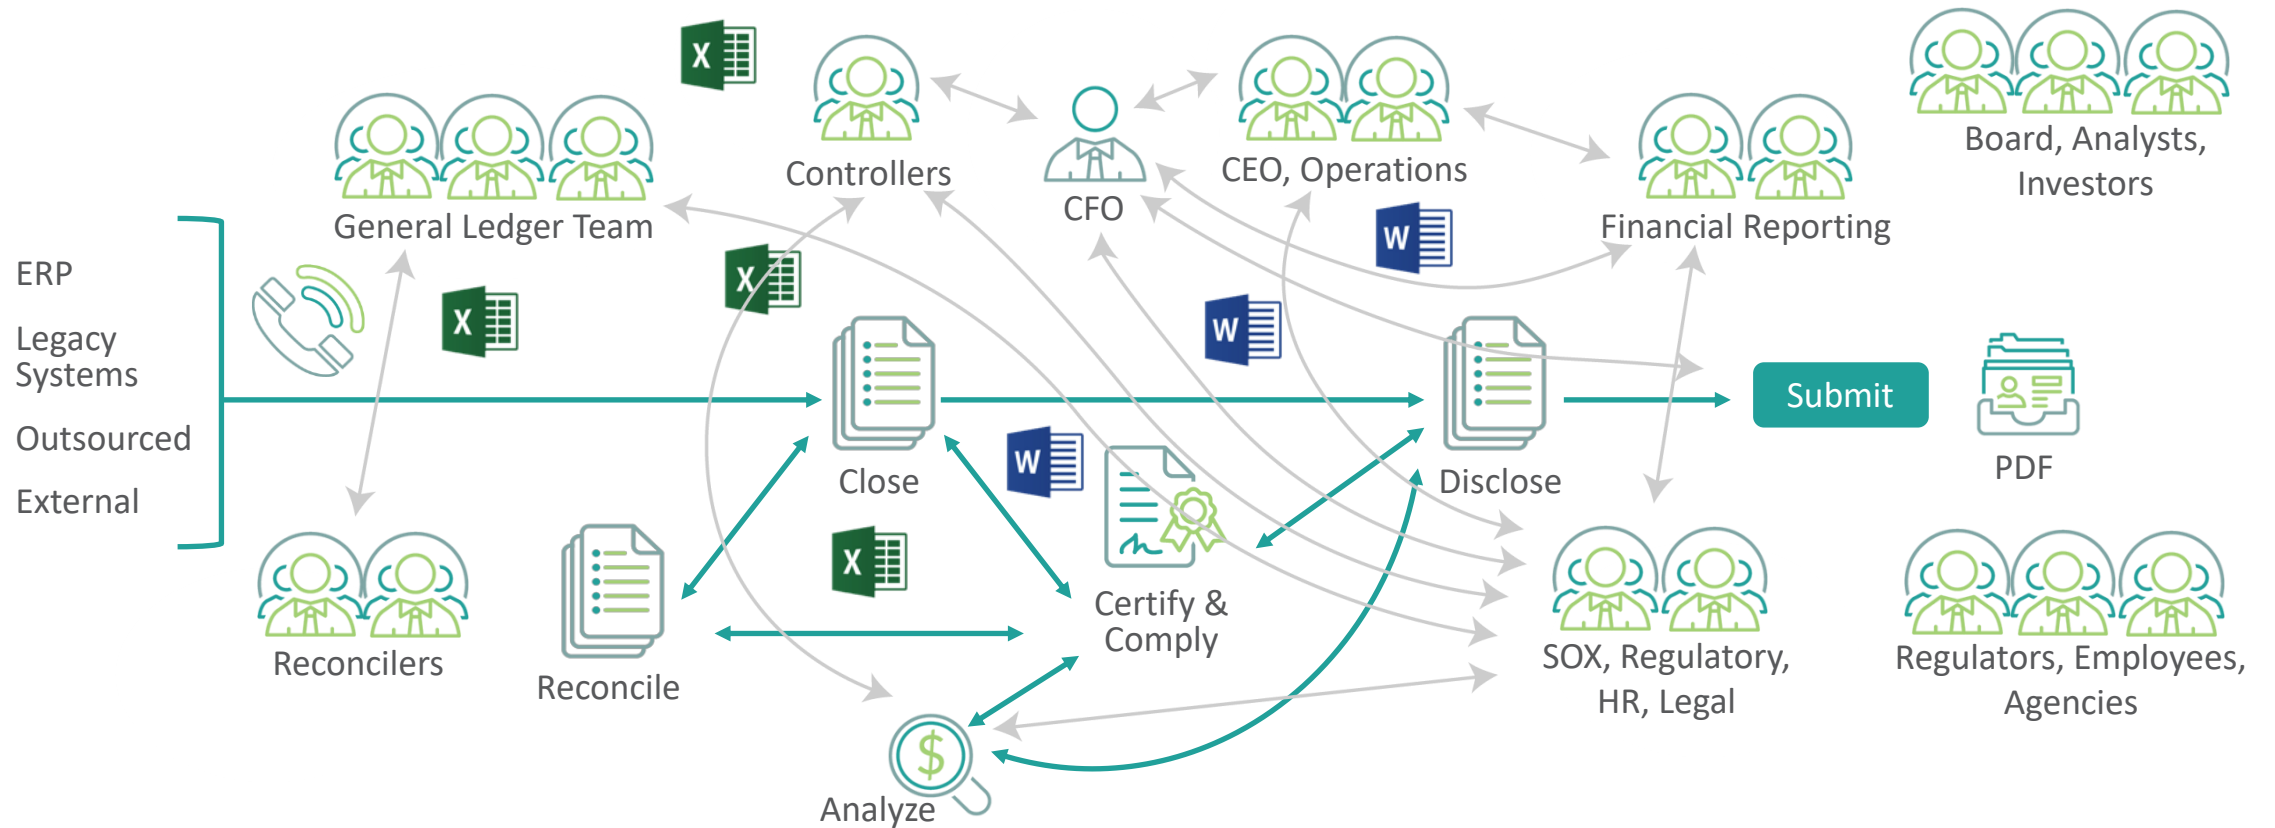 Board, Analysts,
Investors
Controllers
CEO, Operations
CFO
General Ledger Team
Financial Reporting
ERP
Legacy
Systems
Outsourced
External
X
X
X
X
W
W
W
Submit
PDF
Close
Disclose
Certify &
Comply
Reconcilers
Reconcile
SOX, Regulatory,
HR, Legal
Regulators, Employees,
Agencies
$
Analyze